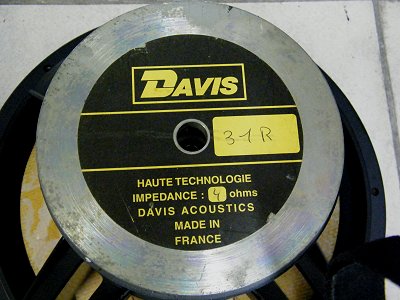 DAVIS
31R
HAUTE TECHNOLOGIE
IMPEDANCE : 4 ohms
DAVIS ACOUSTICS
MADE IN
FRANCE